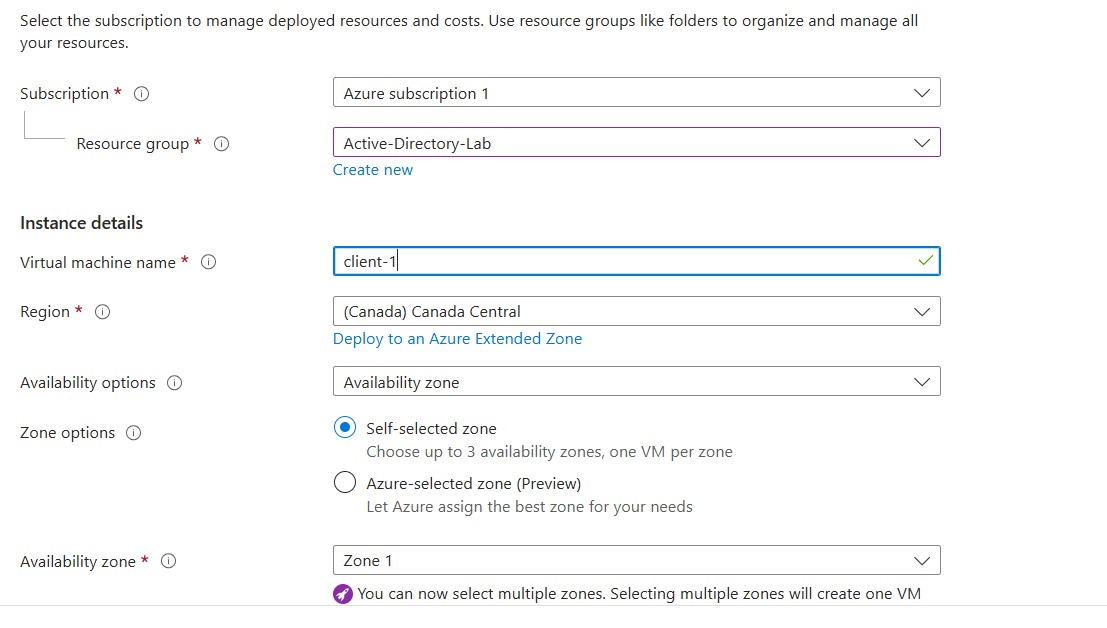 Select the subscription to manage deployed resources and costs. Use resource groups like folders to organize and manage all
your resources.
Subscription *
Azure subscription 1
Resource group *
Active-Directory-Lab
Create new
Instance details
Virtual machine name *
client-1
Region *
(Canada) Canada Central
Deploy to an Azure Extended Zone
Availability options
Availability zone
Zone options
Self-selected zone
Choose up to 3 availability zones, one VM per zone
Azure-selected zone (Preview)
Let Azure assign the best zone for your needs
Availability zone *
Zone 1
You can now select multiple zones. Selecting multiple zones will create one VM